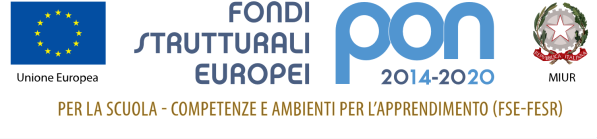 FONDI
STRUTTURALI
EUROPEI
pon
2014-2020
Unione Europea
MIUR
PER LA SCUOLA - COMPETENZE E AMBIENTI PER L'APPRENDIMENTO (FSE-FESR)